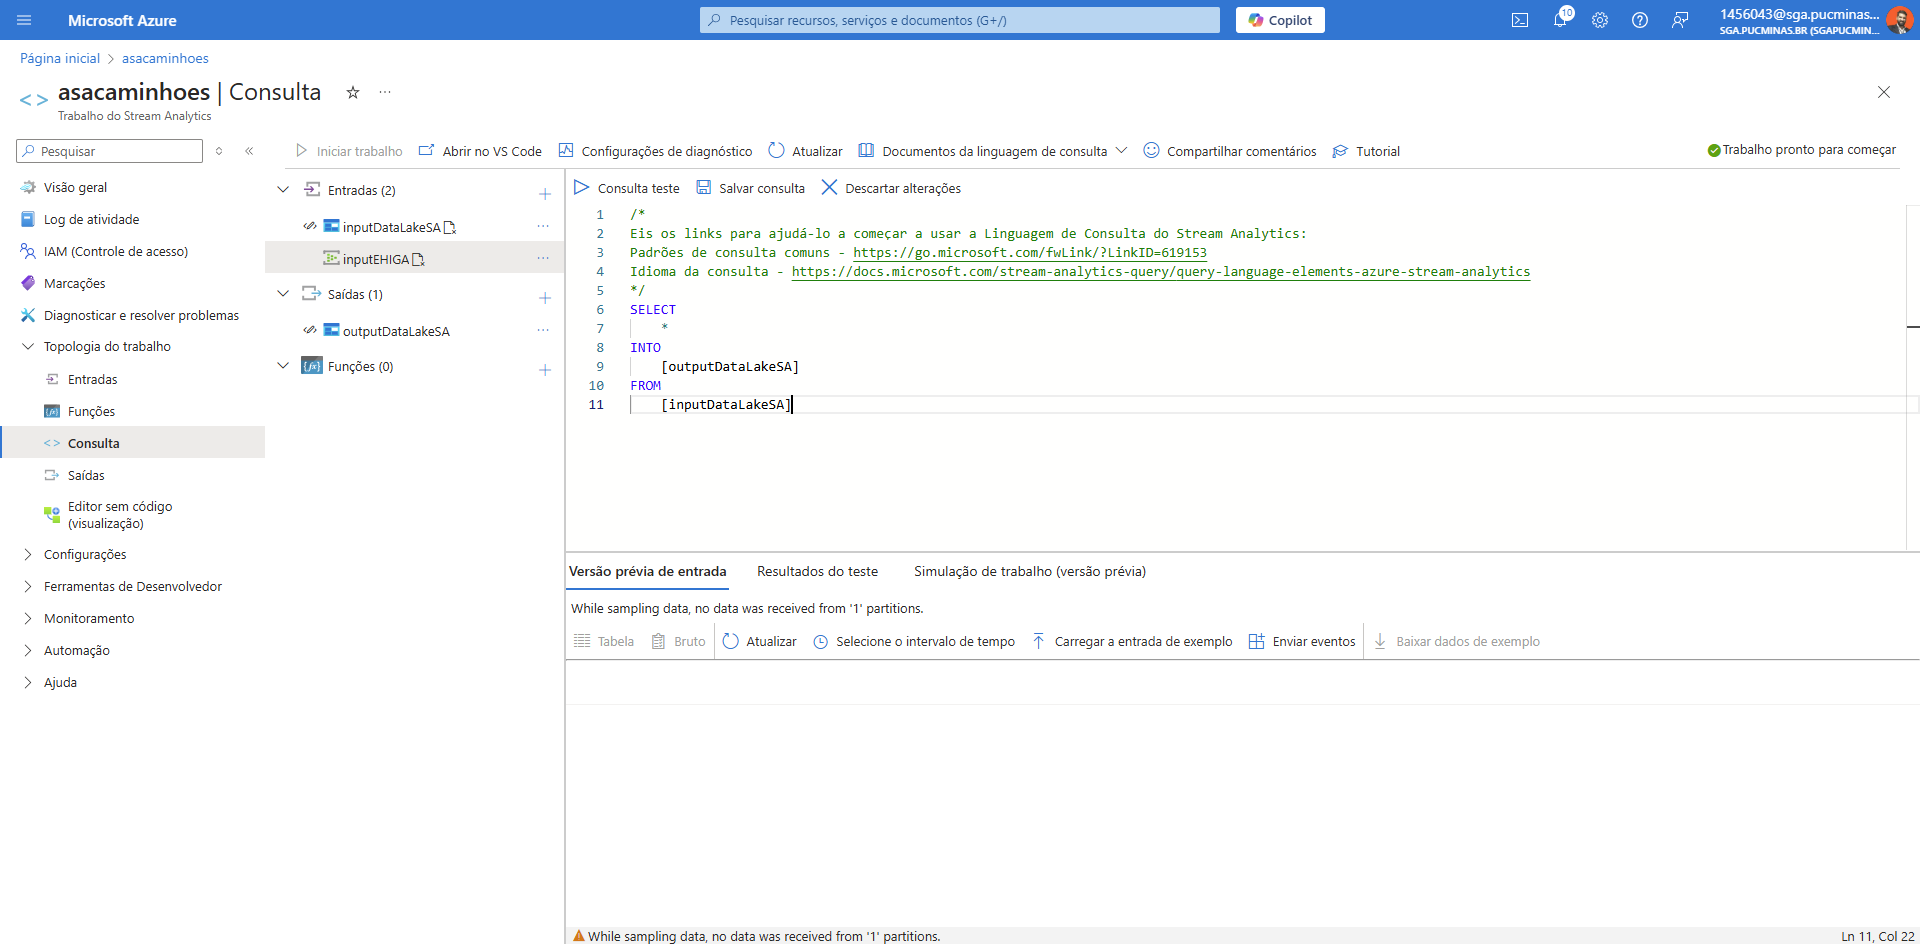 Microsoft Azure
Pesquisar recursos, serviços e documentos (G+/)
Copilot
10
1456043@sga.pucminas...
SGA.PUCMINAS.BR (SGAPUCMIN...
Página inicial > asacaminhoes
asacaminhoes | Consulta
Trabalho do Stream Analytics
Pesquisar
Iniciar trabalho
Abrir no VS Code
Configurações de diagnóstico
Atualizar
Documentos da linguagem de consulta
Compartilhar comentários
Tutorial
Trabalho pronto para começar
Visão geral
Log de atividade
IAM (Controle de acesso)
Marcações
Diagnosticar e resolver problemas
Topologia do trabalho
Entradas
Funções
Consulta
Saídas
Editor sem código
(visualização)
Configurações
Ferramentas de Desenvolvedor
Monitoramento
Automação
Ajuda
Entradas (2)
inputDataLakeSA
inputEHIGA
Saídas (1)
outputDataLakeSA
Funções (0)
Consulta teste
Salvar consulta
Descartar alterações
1 /*
2 Eis os links para ajudá-lo a começar a usar a Linguagem de Consulta do Stream Analytics:
3 Padrões de consulta comuns - https://go.microsoft.com/fwLink/?LinkID=619153
4 Idioma da consulta - https://docs.microsoft.com/stream-analytics-query/query-language-elements-azure-stream-analytics
5 */
6 SELECT
7 *
8 INTO
9 [outputDataLakeSA]
10 FROM
11 [inputDataLakeSA]
Versão prévia de entrada
Resultados do teste
Simulação de trabalho (versão prévia)
While sampling data, no data was received from '1' partitions.
Tabela
Bruto
Atualizar
Selecione o intervalo de tempo
Carregar a entrada de exemplo
Enviar eventos
Baixar dados de exemplo
While sampling data, no data was received from '1' partitions.
Ln 11, Col 22